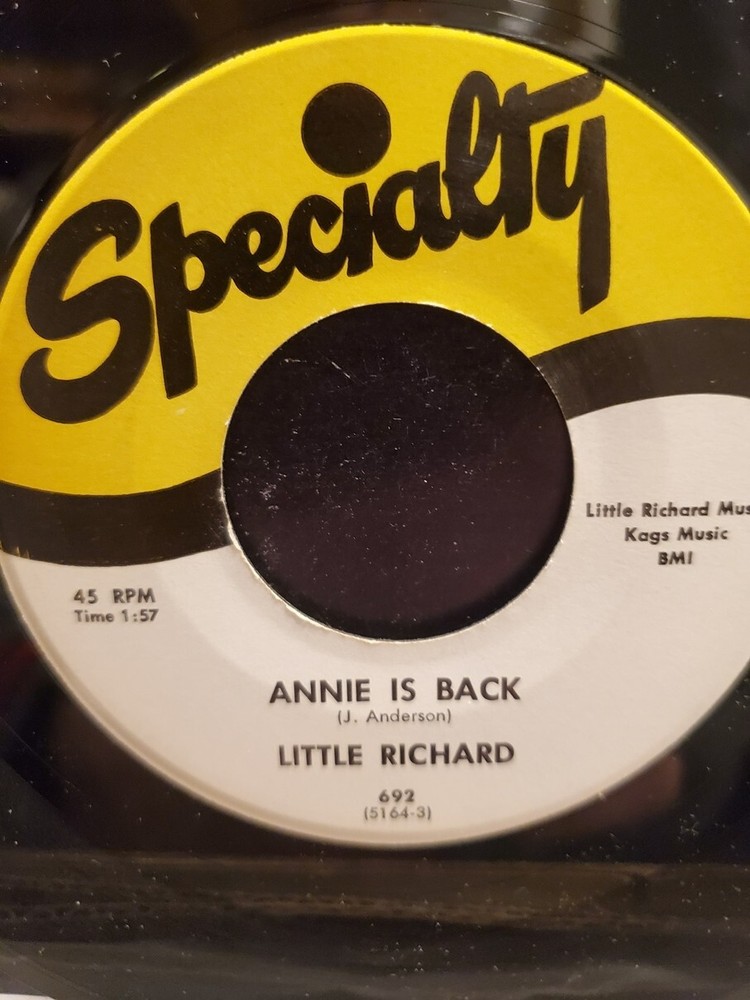 Specialty
Little Richard Mus
Kags Music
BMI
45 RPM
Time 1:57
ANNIE IS BACK
(J. Anderson)
LITTLE RICHARD
692
(5164-3)